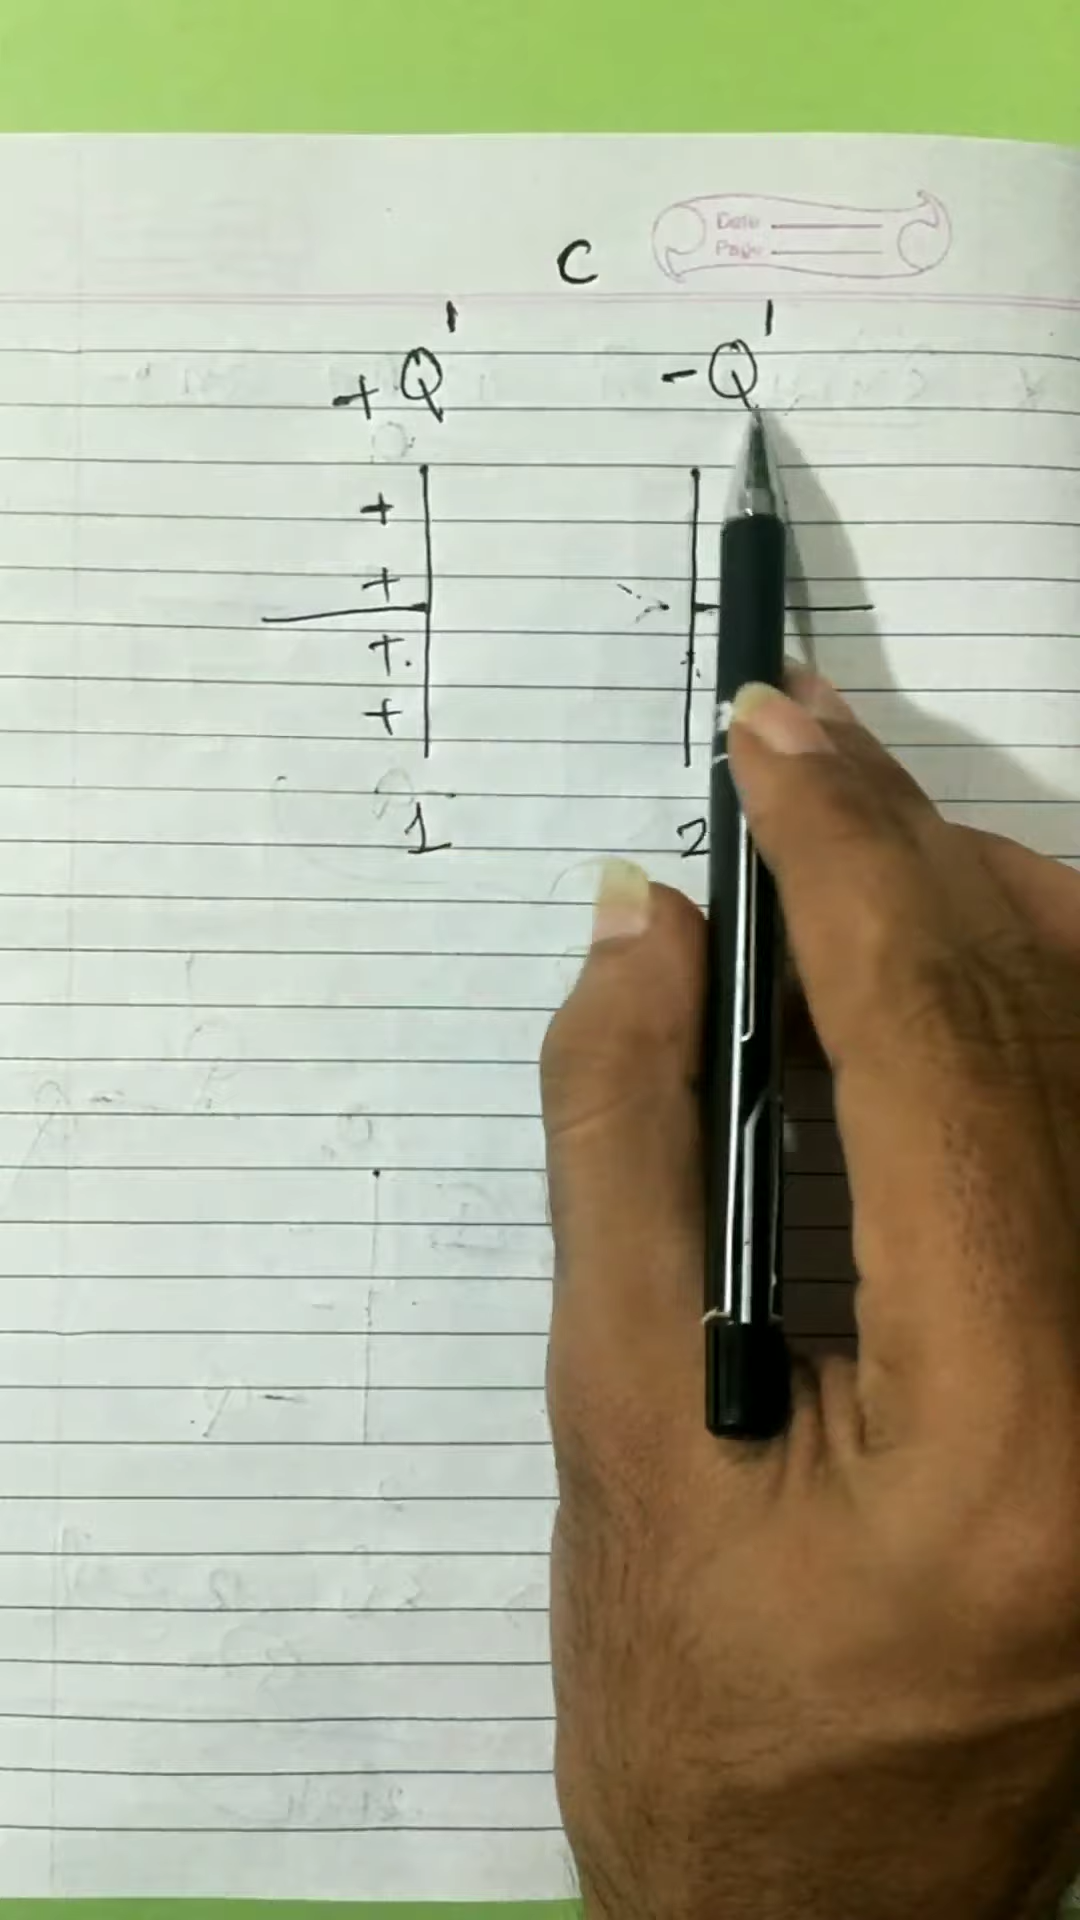 Date
Page
C
+Q' -Q'
+
+
+
+
1 2